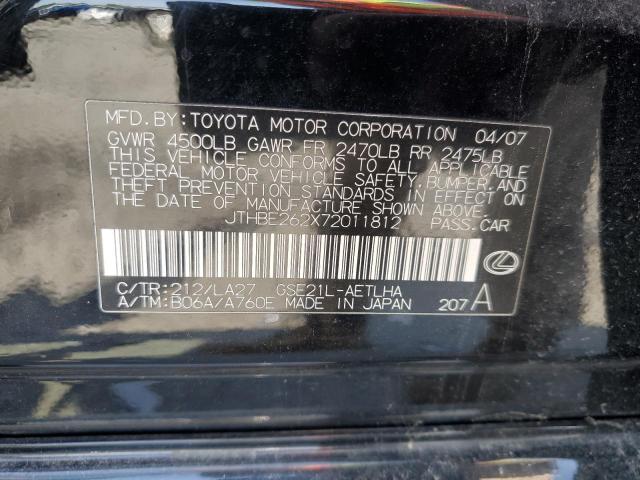 MFD. BY: TOYOTA MOTOR CORPORATION 04/07
GVWR 4500LB GAWR FR 2470LB RR 2475LB
THIS VEHICLE CONFORMS TO ALL APPLICABLE
FEDERAL MOTOR VEHICLE SAFETY, BUMPER, AND
THEFT PREVENTION STANDARDS IN EFFECT ON
THE DATE OF MANUFACTURE SHOWN ABOVE.
JTHBE262X72011812 PASS. CAR
C/TR: 212/LA27 GSE21L-AETLHA
A/TM: B06A/A760E MADE IN JAPAN 207 A